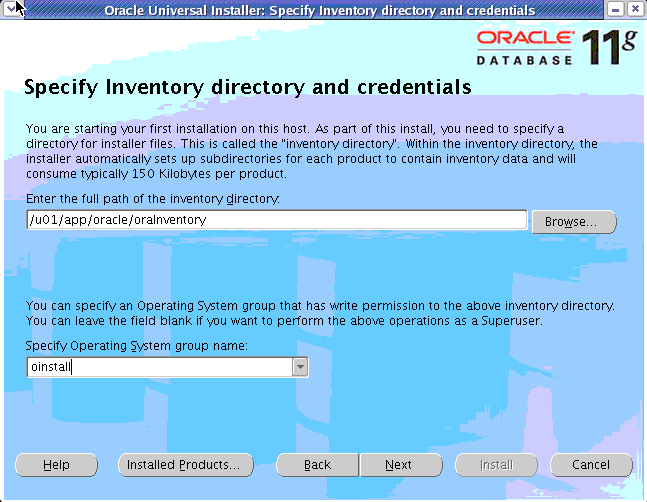 Oracle Universal Installer: Specify Inventory directory and credentials
ORACLE
DATABASE 11g
Specify Inventory directory and credentials
You are starting your first installation on this host. As part of this install, you need to specify a
directory for installer files. This is called the "inventory directory". Within the inventory directory, the
installer automatically sets up subdirectories for each product to contain inventory data and will
consume typically 150 Kilobytes per product.
Enter the full path of the inventory directory:
/u01/app/oracle/oraInventory
Browse...
You can specify an Operating System group that has write permission to the above inventory directory.
You can leave the field blank if you want to perform the above operations as a Superuser.
Specify Operating System group name:
oinstall
Help Installed Products... Back Next Install Cancel